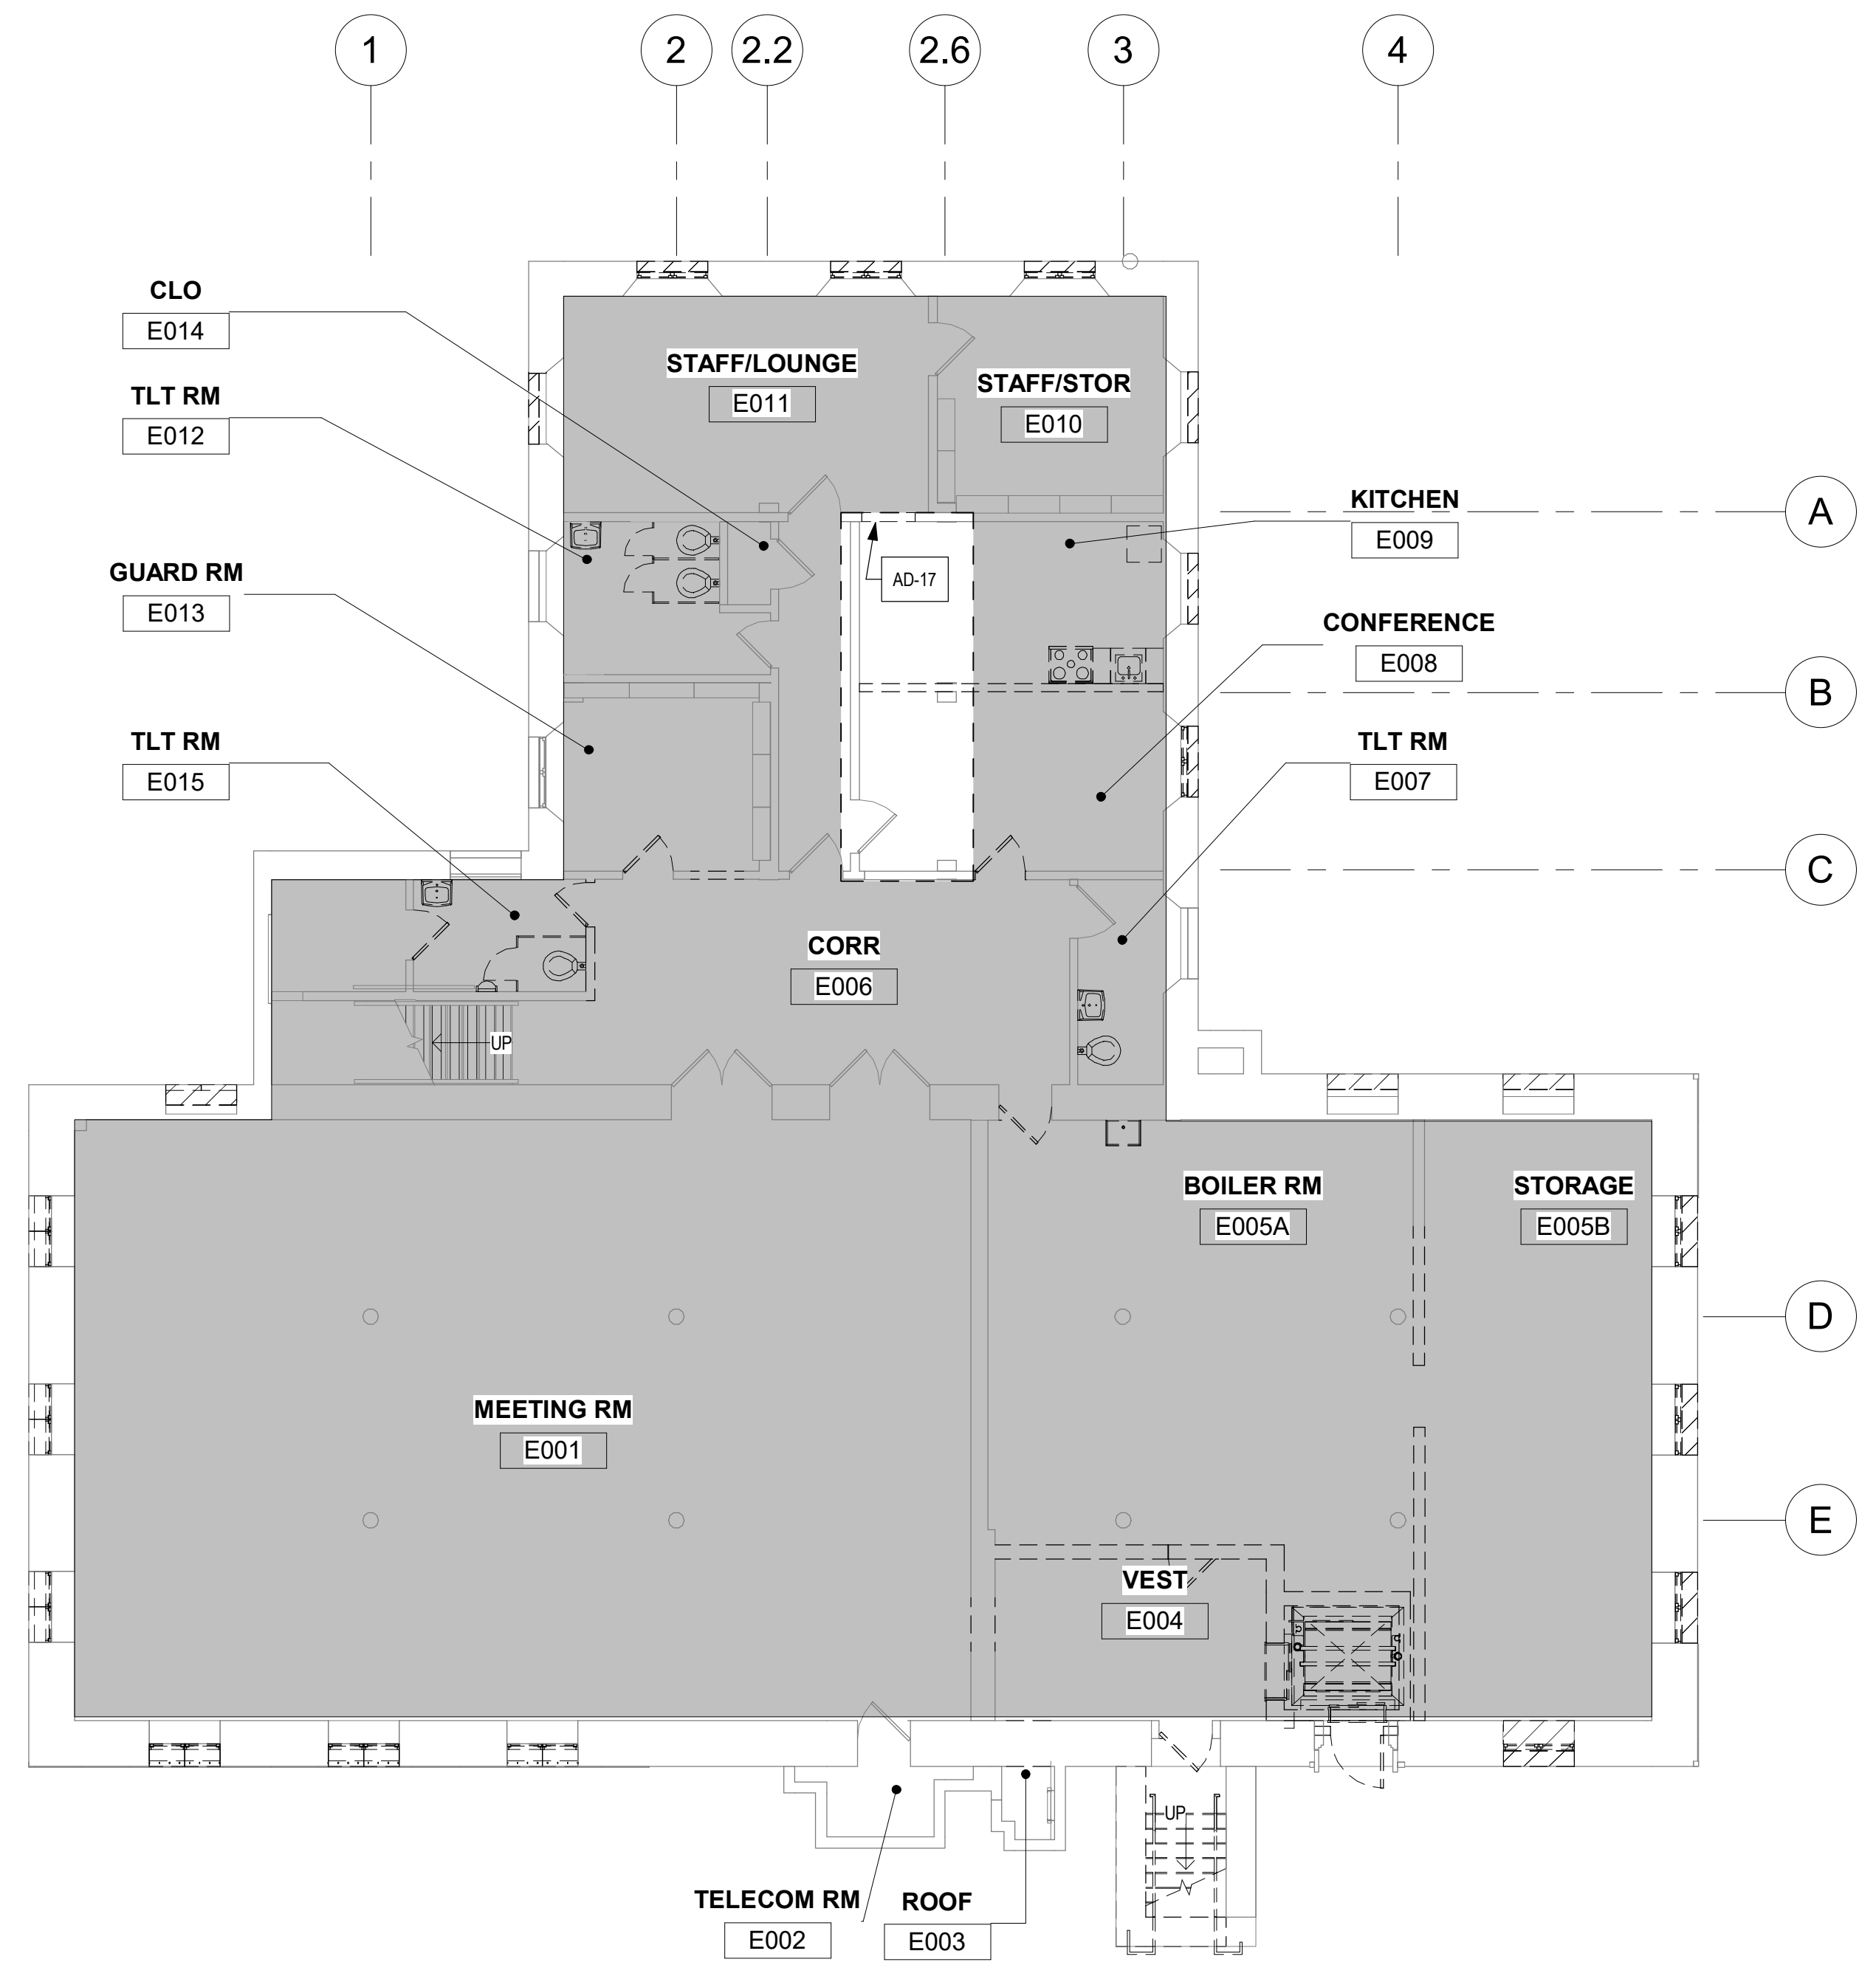 1
2
2.2
2.6
3
4
CLO
E014
STAFF/LOUNGE
E011
STAFF/STOR
E010
TLT RM
E012
KITCHEN
E009
A
AD-17
GUARD RM
E013
CONFERENCE
E008
B
TLT RM
E015
TLT RM
E007
C
CORR
E006
UP
BOILER RM
E005A
STORAGE
E005B
D
MEETING RM
E001
E
VEST
E004
UP
TELECOM RM
E002
ROOF
E003